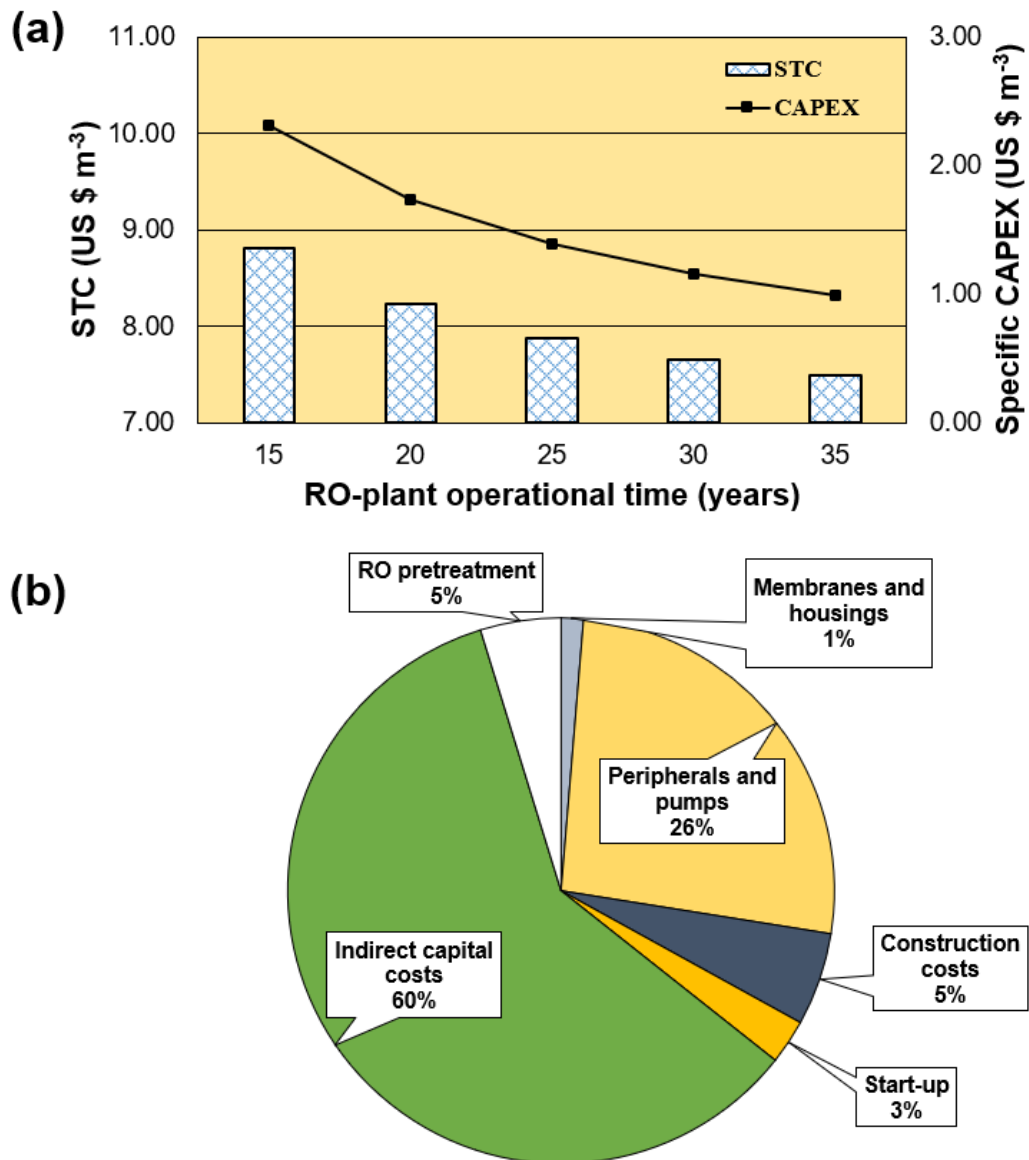 (a)
11.00
10.00
9.00
8.00
7.00
STC (US $ m-3)
STC
CAPEX
3.00
2.00
1.00
0.00
Specific CAPEX (US $ m-3)
15 20 25 30 35
RO-plant operational time (years)
(b)
RO pretreatment
5%
Membranes and
housings
1%
Peripherals and
pumps
26%
Indirect capital
costs
60%
Construction
costs
5%
Start-up
3%